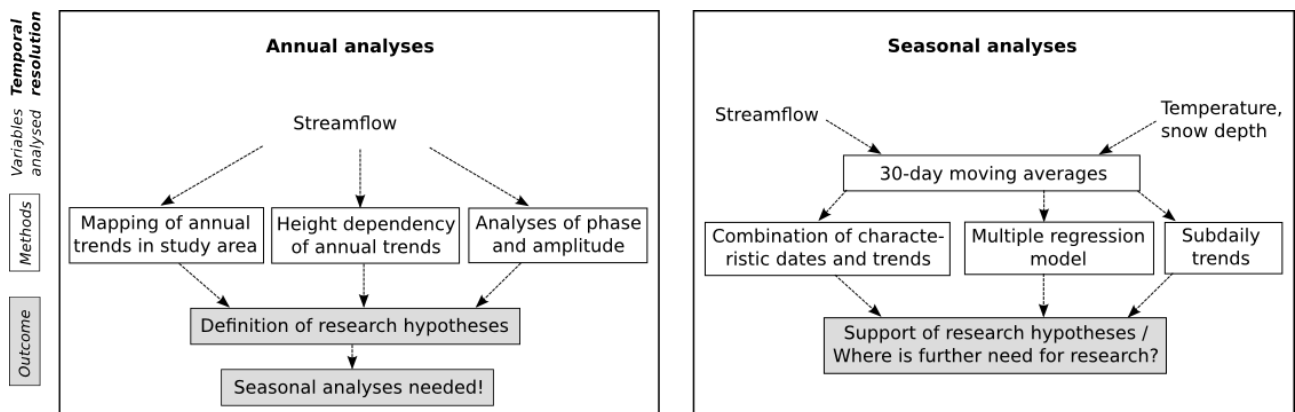 Temporal
resolution
Variables
analysed
Methods
Outcome
Annual analyses
Streamflow
Mapping of annual
trends in study area
Height dependency
of annual trends
Analyses of phase
and amplitude
Definition of research hypotheses
Seasonal analyses needed!
Seasonal analyses
Streamflow
Temperature,
snow depth
30-day moving averages
Combination of characte-
ristic dates and trends
Multiple regression
model
Subdaily
trends
Support of research hypotheses /
Where is further need for research?